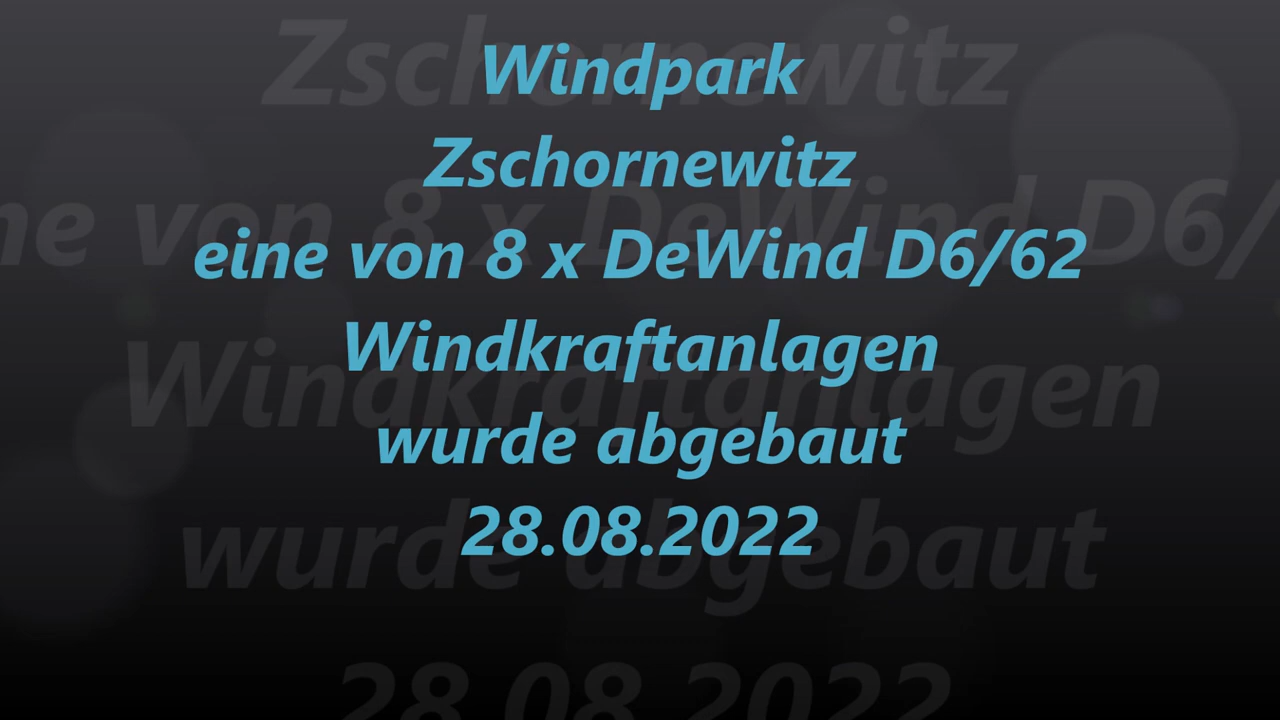 Windpark
Zschornewitz
eine von 8 x DeWind D6/62
Windkraftanlagen
wurde abgebaut
28.08.2022